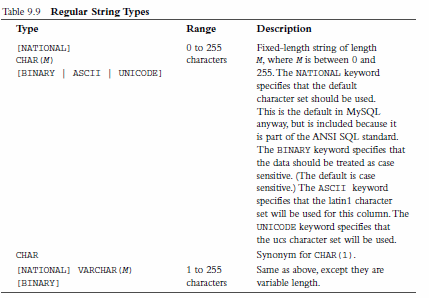 Table 9.9 Regular String Types
Type Range Description
[NATIONAL] 0 to 255 Fixed-length string of length
CHAR(M) characters M, where M is between 0 and
[BINARY | ASCII | UNICODE] 255. The NATIONAL keyword
specifies that the default
character set should be used.
This is the default in MySQL
anyway, but is included because it
is part of the ANSI SQL standard.
The BINARY keyword specifies that
the data should be treated as case
sensitive. (The default is case
sensitive.) The ASCII keyword
specifies that the latin1 character
set will be used for this column. The
UNICODE keyword specifies that
the ucs character set will be used.
CHAR Synonym for CHAR(1).
[NATIONAL] VARCHAR(M) 1 to 255 Same as above, except they are
[BINARY] characters variable length.